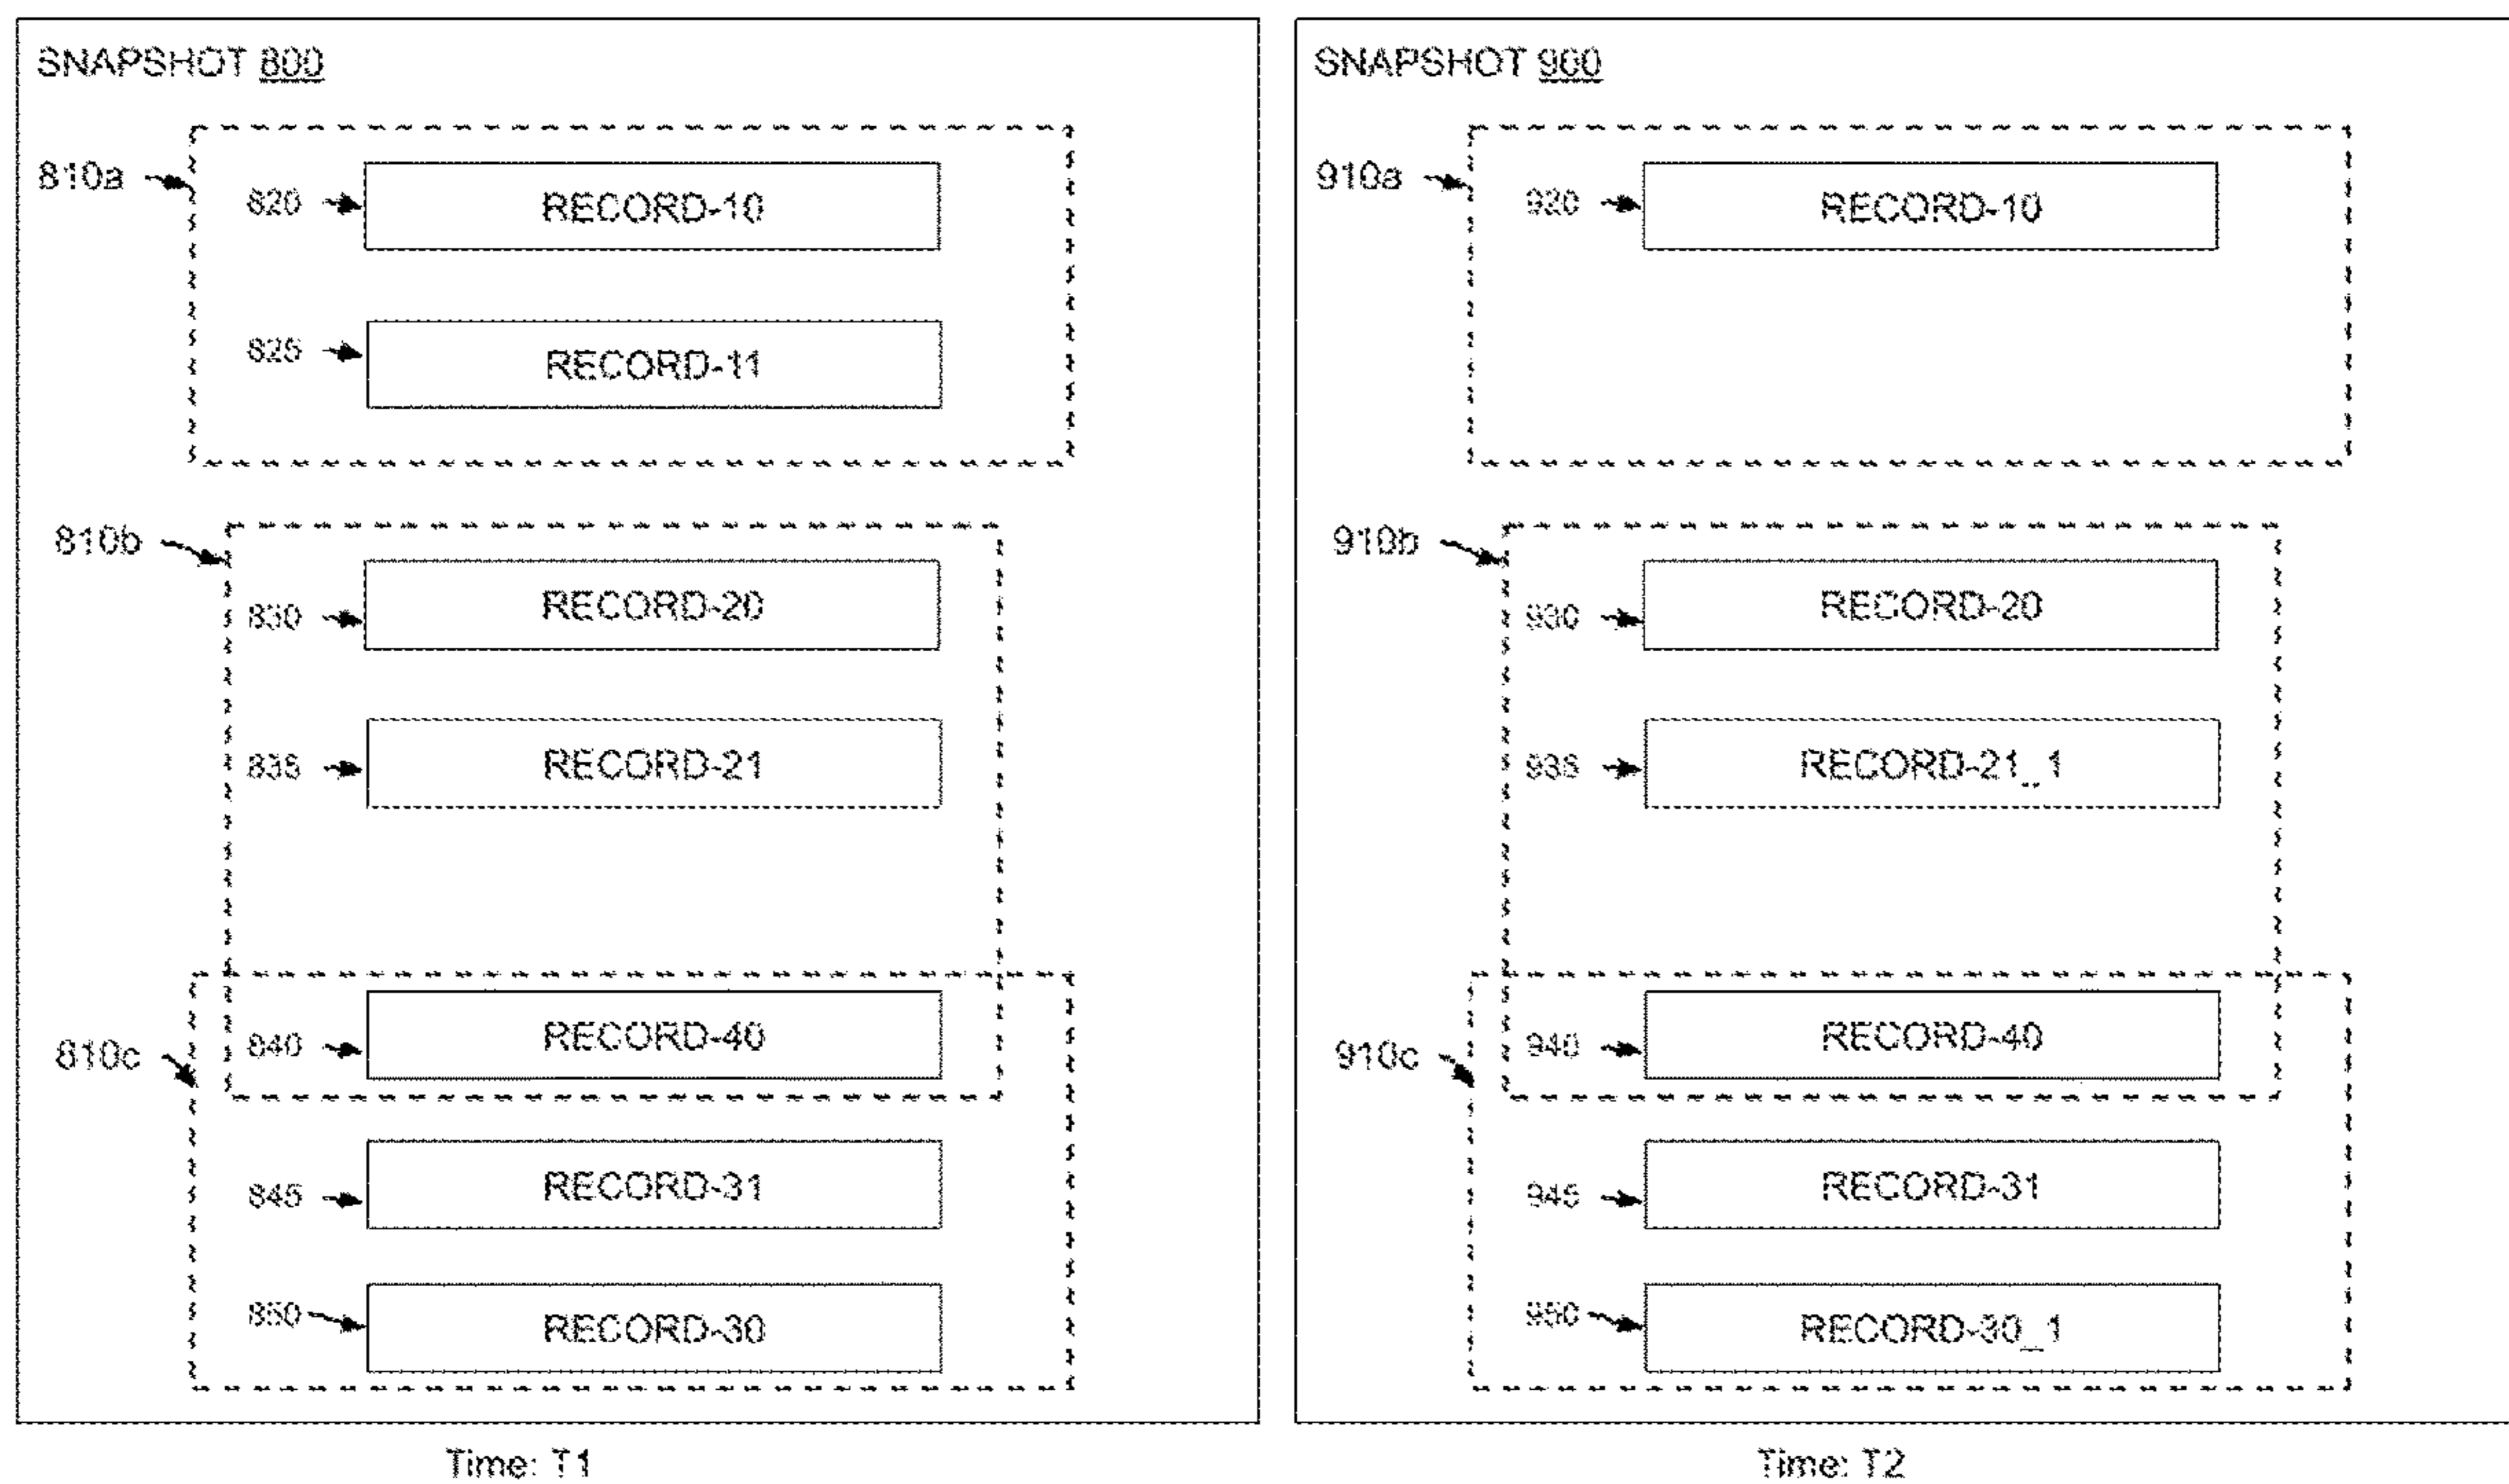 SNAPSHOT 800
810a
820
RECORD-10
825
RECORD-11
810b
830
RECORD-20
835
RECORD-21
810c
840
RECORD-40
845
RECORD-31
850
RECORD-30
Time: T1
SNAPSHOT 900
910a
920
RECORD-10
910b
930
RECORD-20
935
RECORD-21_1
910c
940
RECORD-40
945
RECORD-31
950
RECORD-30_1
Time: T2